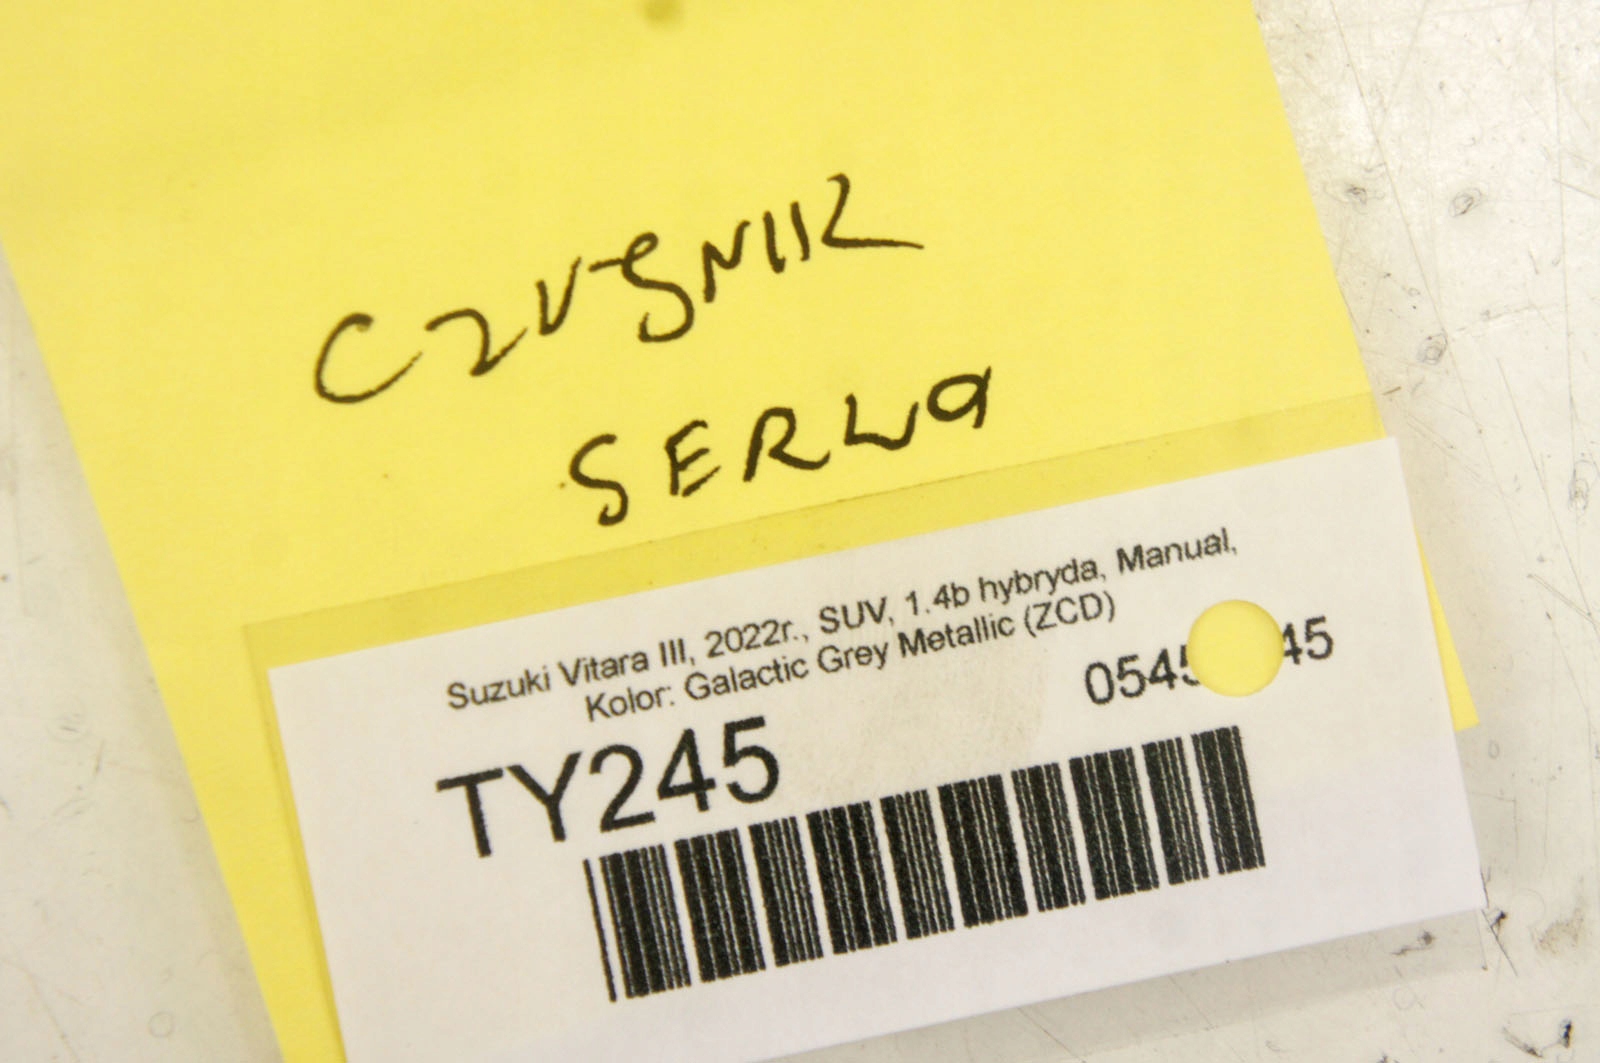 CZUJNIK
SERWA
Suzuki Vitara III, 2022r., SUV, 1.4b hybryda, Manual,
Kolor: Galactic Grey Metallic (ZCD)
TY245